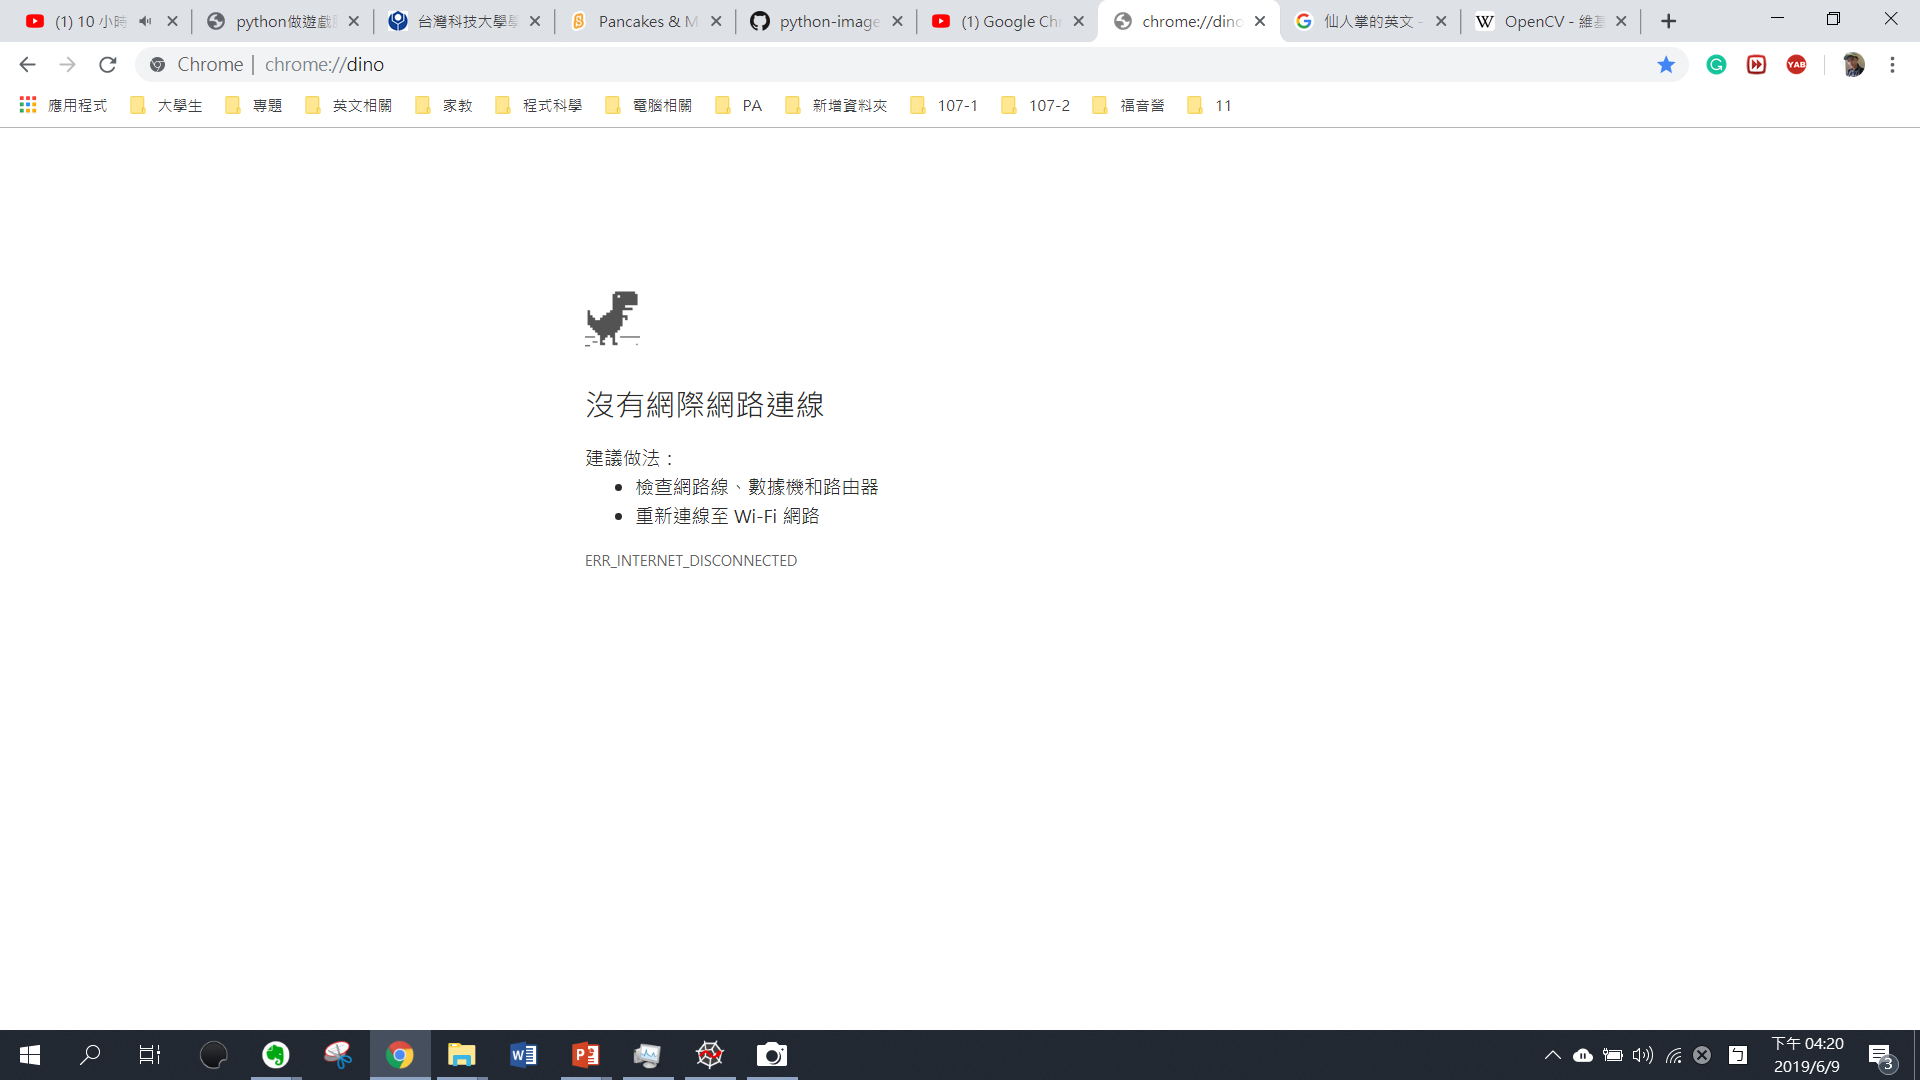 (1) 10 小時
python做遊戲
台灣科技大學
Pancakes & M
python-image
(1) Google Ch
chrome://dino
仙人掌的英文 -
OpenCV - 維基
Chrome | chrome://dino
YAB
應用程式
大學生
專題
英文相關
家教
程式科學
電腦相關
PA
新增資料夾
107-1
107-2
福音營
11
沒有網際網路連線
建議做法：
• 檢查網路線、數據機和路由器
• 重新連線至 Wi-Fi 網路
ERR_INTERNET_DISCONNECTED
下午 04:20
2019/6/9
3